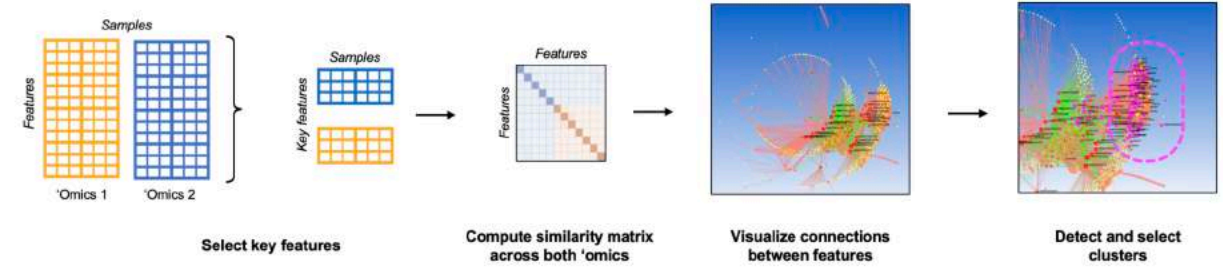 Samples
Features
'Omics 1
'Omics 2
Select key features
Samples
Key features
Features
Features
Compute similarity matrix
across both 'omics
Visualize connections
between features
Detect and select
clusters